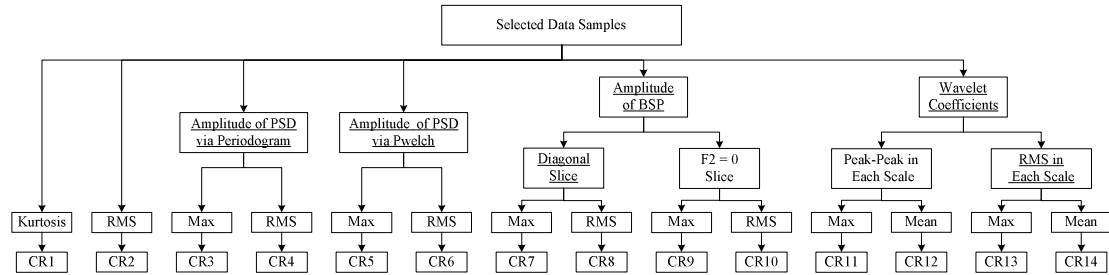 Selected Data Samples
Amplitude
of BSP
Wavelet
Coefficients
Amplitude of PSD
via Periodogram
Amplitude of PSD
via Pwelch
Diagonal
Slice
F2 = 0
Slice
Peak-Peak in
Each Scale
RMS in
Each Scale
Kurtosis
RMS
Max
RMS
Max
RMS
Max
RMS
Max
RMS
Max
Mean
Max
Mean
CR1
CR2
CR3
CR4
CR5
CR6
CR7
CR8
CR9
CR10
CR11
CR12
CR13
CR14